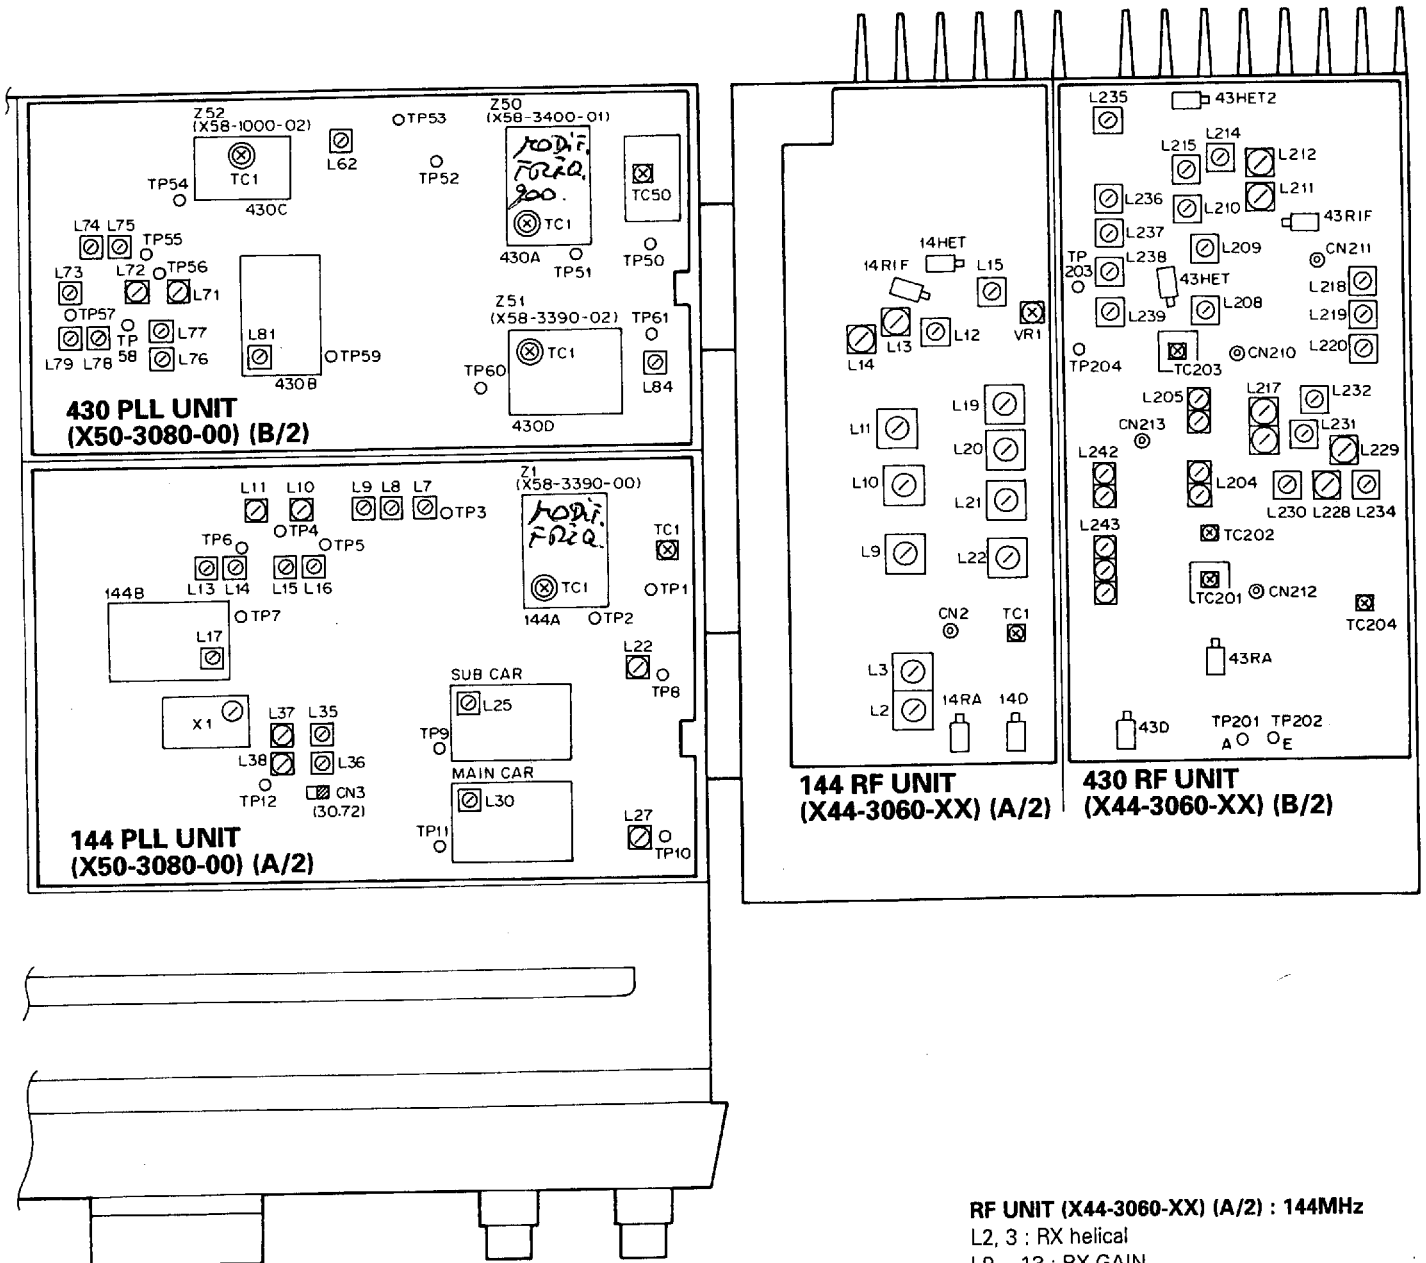 Z52
(X58-1000-02)
TC1
430C
L62
TP53
TP52
Z50
(X58-3400-01)
MODIF.
FREQ.
900.
TC1
430A
TP51
TC50
TP50
TP54
L74 L75
TP55
L73
L72
TP56
L71
TP57
TP
58
L77
L79 L78
L76
L81
430B
TP59
Z51
(X58-3390-02)
TC1
TP60
430D
TP61
L84
430 PLL UNIT
(X50-3080-00) (B/2)
L11 L10
L9 L8 L7
TP3
TP4
TP6
TP5
L13 L14
L15 L16
Z1
(X58-3390-00)
MODIF.
FREQ.
TC1
144A
TP2
TC1
TP1
144B
TP7
L17
L22
TP8
X1
L37
L35
L38
L36
TP12
CN3
(30.72)
SUB CAR
L25
TP9
MAIN CAR
L30
TP11
L27
TP10
144 PLL UNIT
(X50-3080-00) (A/2)
14HET
14RIF
L15
VR1
L14
L13
L12
L11
L19
L20
L10
L21
L9
L22
CN2
TC1
L3
L2
14RA
14D
144 RF UNIT
(X44-3060-XX) (A/2)
L235
43HET2
L214
L215
L212
L211
L236
L210
43RIF
L237
L209
CN211
TP
203
L238
43HET
L218
L239
L208
L219
L220
TP204
TC203
CN210
L205
L217
L232
CN213
L231
L229
L242
L204
L230 L228 L234
L243
TC202
TC201
CN212
TC204
43RA
43D
TP201 TP202
A E
430 RF UNIT
(X44-3060-XX) (B/2)
RF UNIT (X44-3060-XX) (A/2) : 144MHz
L2, 3 : RX helical